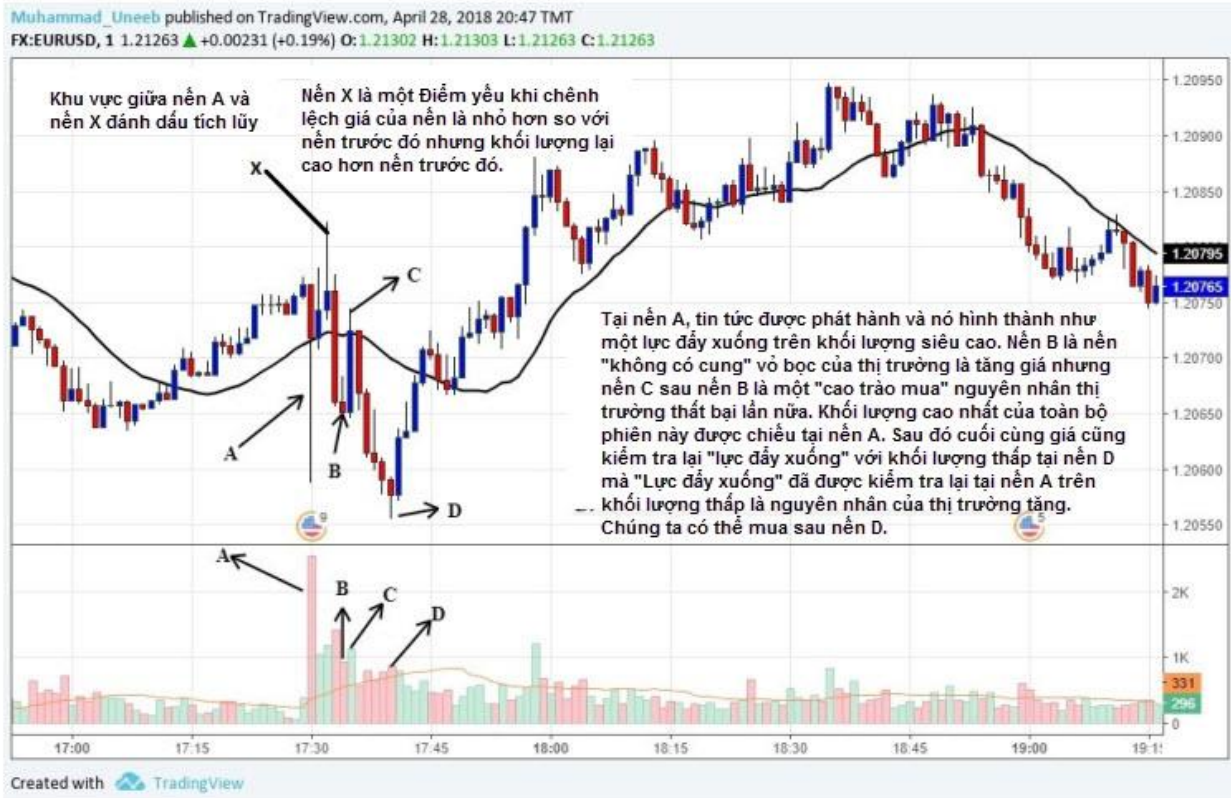 Muhammad_Uneeb published on TradingView.com, April 28, 2018 20:47 TMT
FX:EURUSD, 1 1.21263 ▲ +0.00231 (+0.19%) O:1.21302 H:1.21303 L:1.21263 C:1.21263
Khu vực giữa nến A và
nến X đánh dấu tích lũy
Nến X là một Điểm yếu khi chênh
lệch giá của nến là nhỏ hơn so với
nến trước đó nhưng khối lượng lại
cao hơn nến trước đó.
X
C
A
B
D
Tại nến A, tin tức được phát hành và nó hình thành như
một lực đẩy xuống trên khối lượng siêu cao. Nến B là nến
"không có cung" vỏ bọc của thị trường là tăng giá nhưng
nến C sau nến B là một "cao trào mua" nguyên nhân thị
trường thất bại lần nữa. Khối lượng cao nhất của toàn bộ
phiên này được chiếu tại nến A. Sau đó cuối cùng giá cũng
kiểm tra lại "lực đẩy xuống" với khối lượng thấp tại nến D
mà "Lực đẩy xuống" đã được kiểm tra lại tại nến A trên
khối lượng thấp là nguyên nhân của thị trường tăng.
Chúng ta có thể mua sau nến D.
1.20950
1.20900
1.20850
1.20795
1.20765
1.20750
1.20700
1.20650
1.20600
1.20550
9
5
A
B
C
D
2K
1K
331
296
0
17:00 17:15 17:30 17:45 18:00 18:15 18:30 18:45 19:00 19:15
Created with TradingView